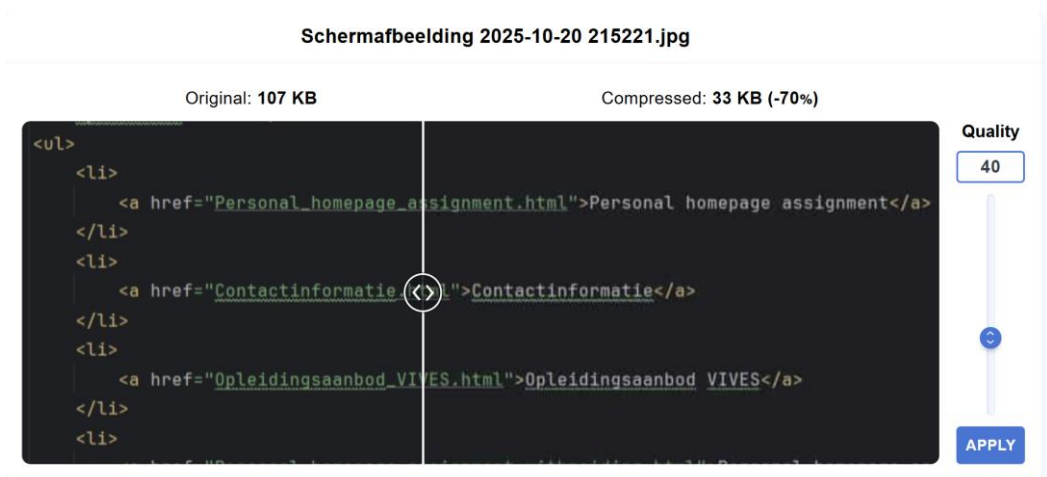 Schermafbeelding 2025-10-20 215221.jpg
Original: 107 KB
Compressed: 33 KB (-70%)
Quality
40
<ul>
<li>
<a href="Personal_homepage_assignment.html">Personal homepage assignment</a>
</li>
<li>
<a href="Contactinformatie.html">Contactinformatie</a>
</li>
<li>
<a href="Opleidingsaanbod_VIVES.html">Opleidingsaanbod VIVES</a>
</li>
<li>
APPLY